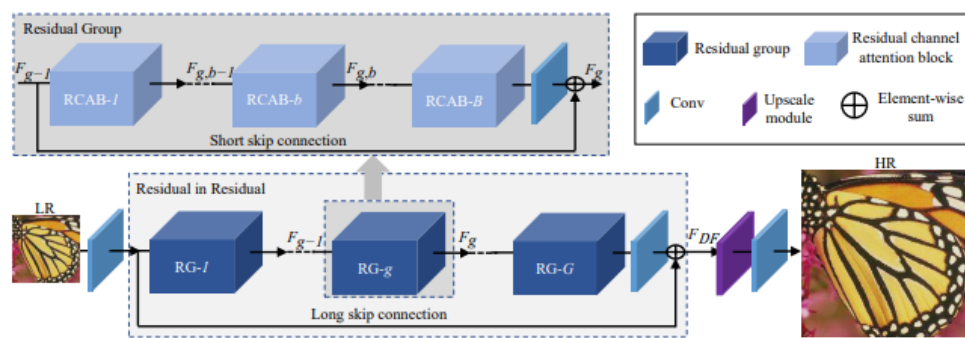 Residual Group
F_{g-1}
RCAB-1
F_{g,b-1}
RCAB-b
F_{g,b}
RCAB-B
Conv
F_g
Short skip connection
Residual group
Residual channel
attention block
Conv
Upscale
module
Element-wise
sum
Residual in Residual
LR
RG-1
F_{g-1}
RG-g
F_g
RG-G
F_{DF}
HR
Long skip connection